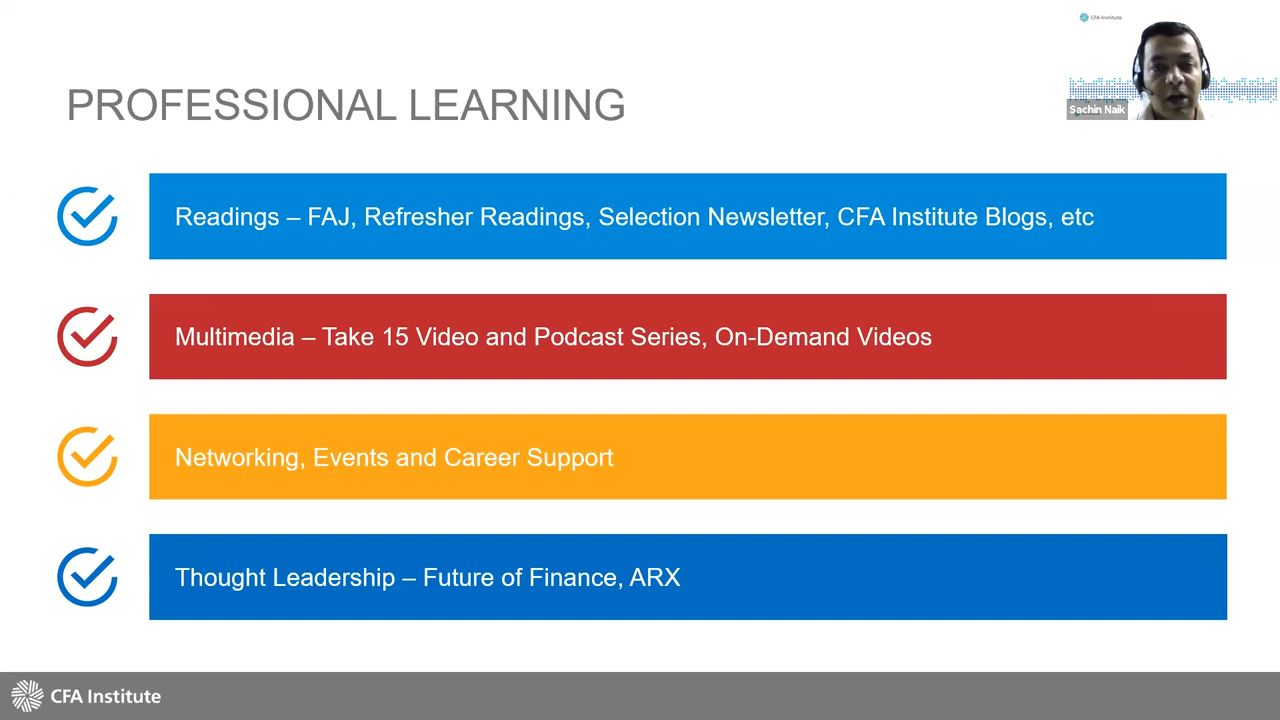 CFA Institute
PROFESSIONAL LEARNING
Sachin Naik
Readings – FAJ, Refresher Readings, Selection Newsletter, CFA Institute Blogs, etc
Multimedia – Take 15 Video and Podcast Series, On-Demand Videos
Networking, Events and Career Support
Thought Leadership – Future of Finance, ARX
CFA Institute